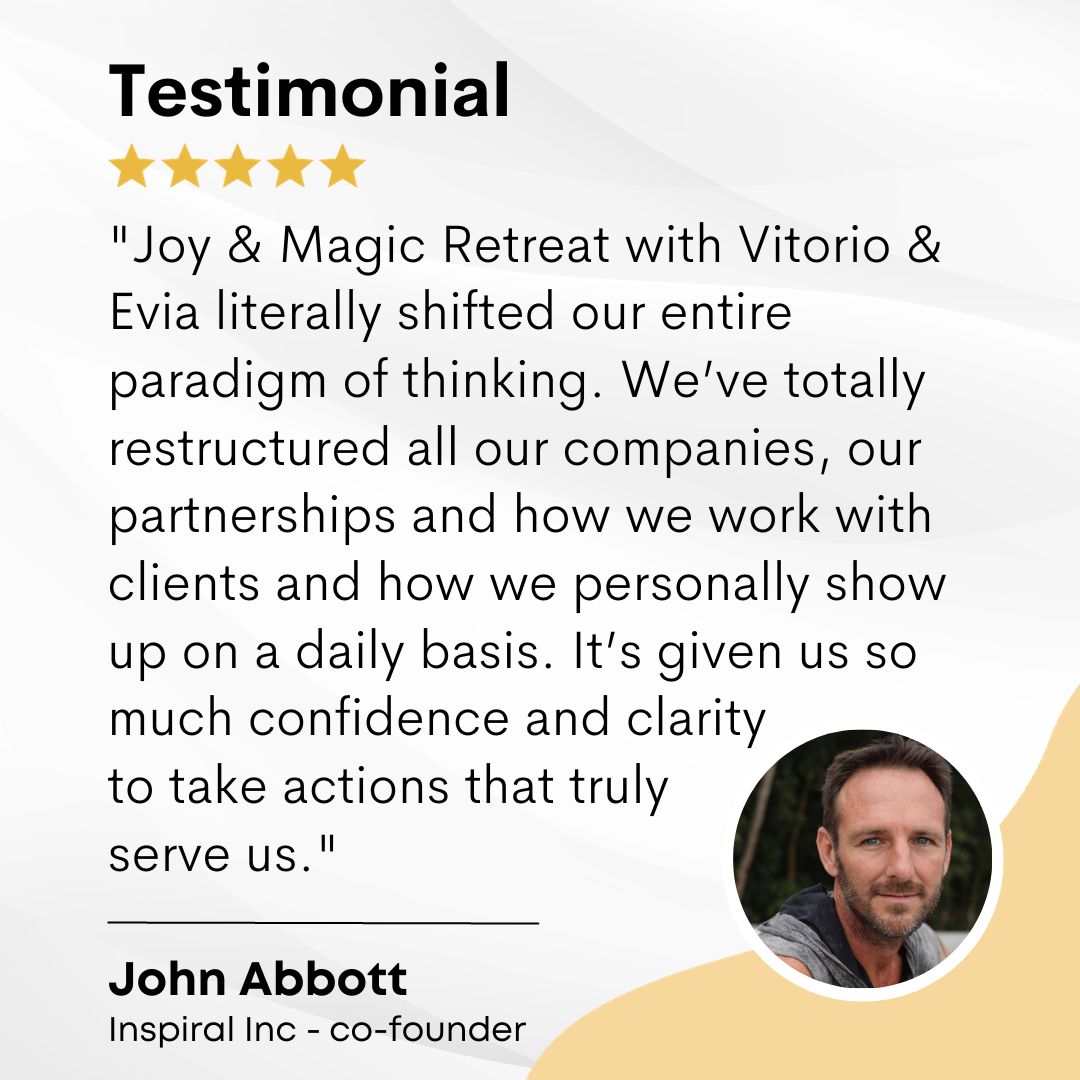 Testimonial
"Joy & Magic Retreat with Vitorio &
Evia literally shifted our entire
paradigm of thinking. We’ve totally
restructured all our companies, our
partnerships and how we work with
clients and how we personally show
up on a daily basis. It’s given us so
much confidence and clarity
to take actions that truly
serve us."
John Abbott
Inspiral Inc - co-founder